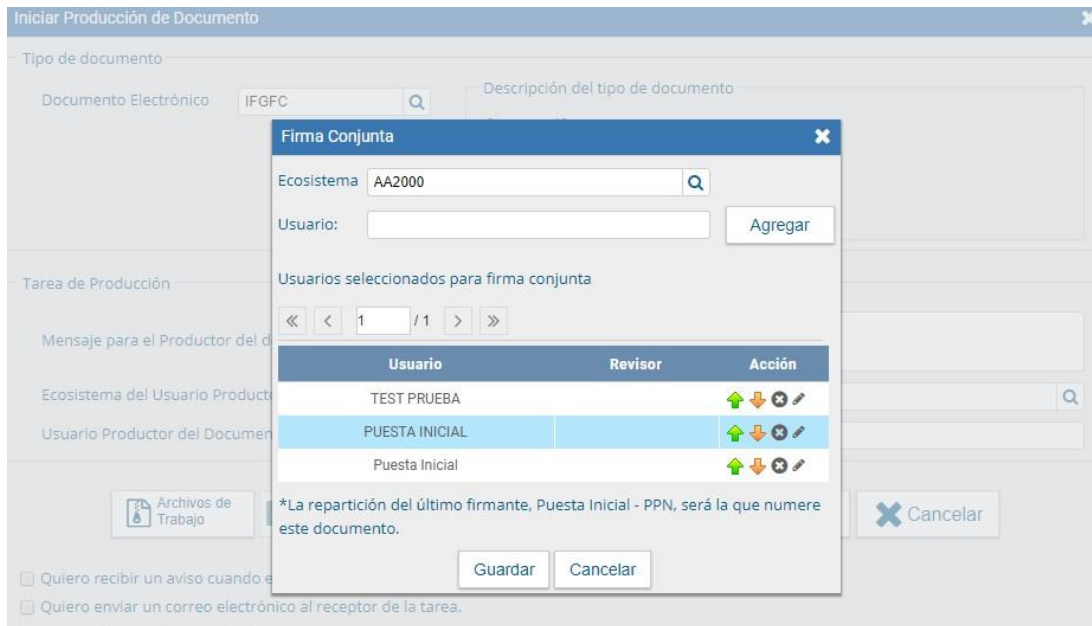 Iniciar Producción de Documento
Tipo de documento
Documento Electrónico IFGFC
Descripción del tipo de documento
Firma Conjunta
Ecosistema AA2000
Usuario: Agregar
Usuarios seleccionados para firma conjunta
1 / 1
Usuario Revisor Acción
TEST PRUEBA
PUESTA INICIAL
Puesta Inicial
*La repartición del último firmante, Puesta Inicial - PPN, será la que numere
este documento.
Guardar Cancelar
Tarea de Producción
Mensaje para el Productor del d
Ecosistema del Usuario Product
Usuario Productor del Documen
Archivos de
Trabajo
Cancelar
Quiero recibir un aviso cuando e
Quiero enviar un correo electrónico al receptor de la tarea.